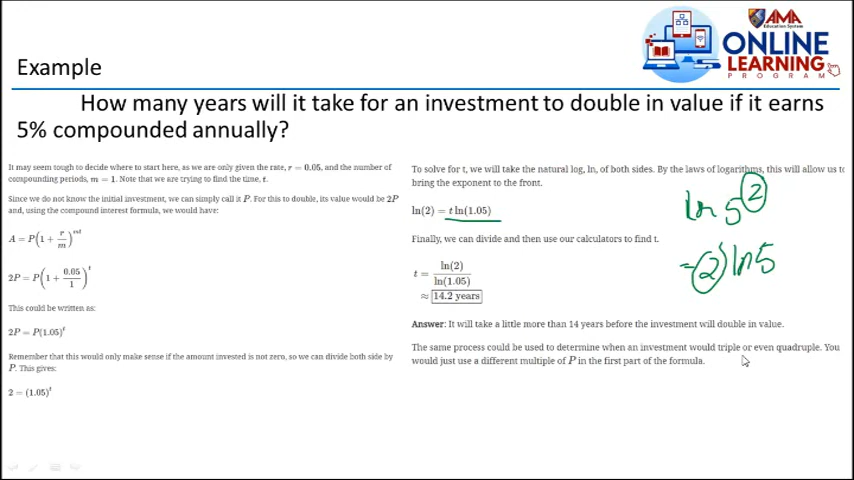 AMA
Education System
ONLINE
LEARNING
PROGRAM
Example
How many years will it take for an investment to double in value if it earns
5% compounded annually?
It may seem tough to decide where to start here, as we are only given the rate, r = 0.05, and the number of
compounding periods, m = 1. Note that we are trying to find the time, t.
Since we do not know the initial investment, we can simply call it P. For this to double, its value would be 2P
and, using the compound interest formula, we would have:
A = P(1 + r/m)^mt
2P = P(1 + 0.05/1)^t
This could be written as:
2P = P(1.05)^t
Remember that this would only make sense if the amount invested is not zero, so we can divide both side by
P. This gives:
2 = (1.05)^t
To solve for t, we will take the natural log, ln, of both sides. By the laws of logarithms, this will allow us to
bring the exponent to the front.
ln(2) = t ln(1.05)
Finally, we can divide and then use our calculators to find t.
t = ln(2)/ln(1.05)
≈ 14.2 years
Answer: It will take a little more than 14 years before the investment will double in value.
The same process could be used to determine when an investment would triple or even quadruple. You
would just use a different multiple of P in the first part of the formula.
ln 5^2
= 2 ln 5